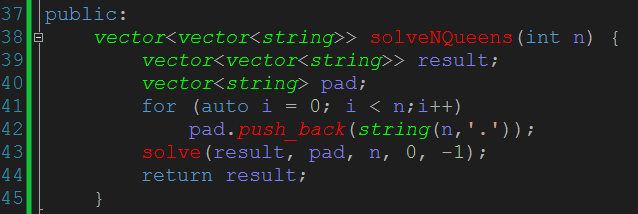 37 public:
38 vector<vector<string>> solveNQueens(int n) {
39 vector<vector<string>> result;
40 vector<string> pad;
41 for (auto i = 0; i < n;i++)
42 pad.push_back(string(n,'.'));
43 solve(result, pad, n, 0, -1);
44 return result;
45 }